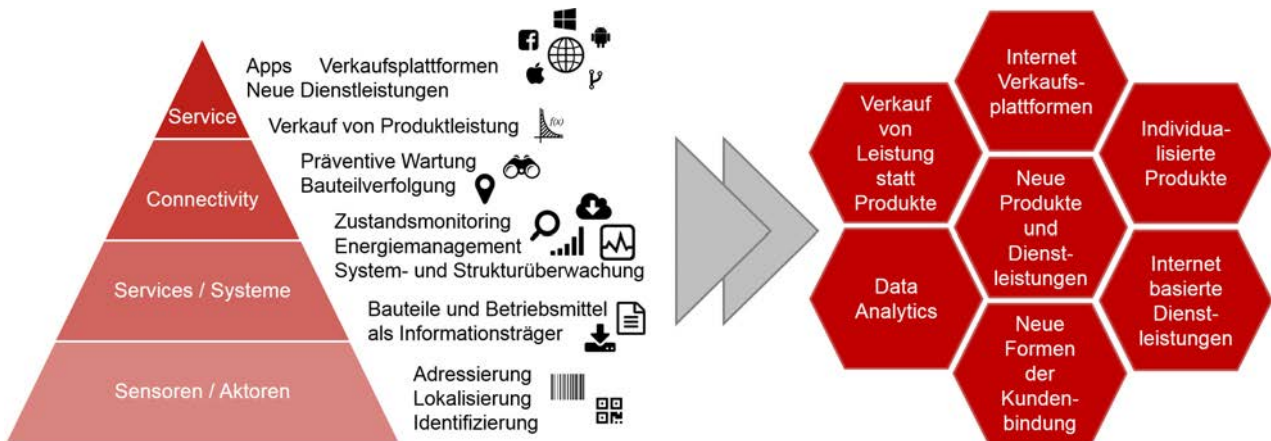 Apps Verkaufsplattformen
Neue Dienstleistungen
Service
Verkauf von Produktleistung
f(x)
Präventive Wartung
Bauteilverfolgung
Connectivity
Zustandsmonitoring
Energiemanagement
System- und Strukturüberwachung
Services / Systeme
Bauteile und Betriebsmittel
als Informationsträger
Sensoren / Aktoren
Adressierung
Lokalisierung
Identifizierung
Internet
Verkaufs-
plattformen
Verkauf
von
Leistung
statt
Produkte
Individua-
lisierte
Produkte
Neue
Produkte
und
Dienst-
leistungen
Data
Analytics
Internet
basierte
Dienst-
leistungen
Neue
Formen
der
Kunden-
bindung